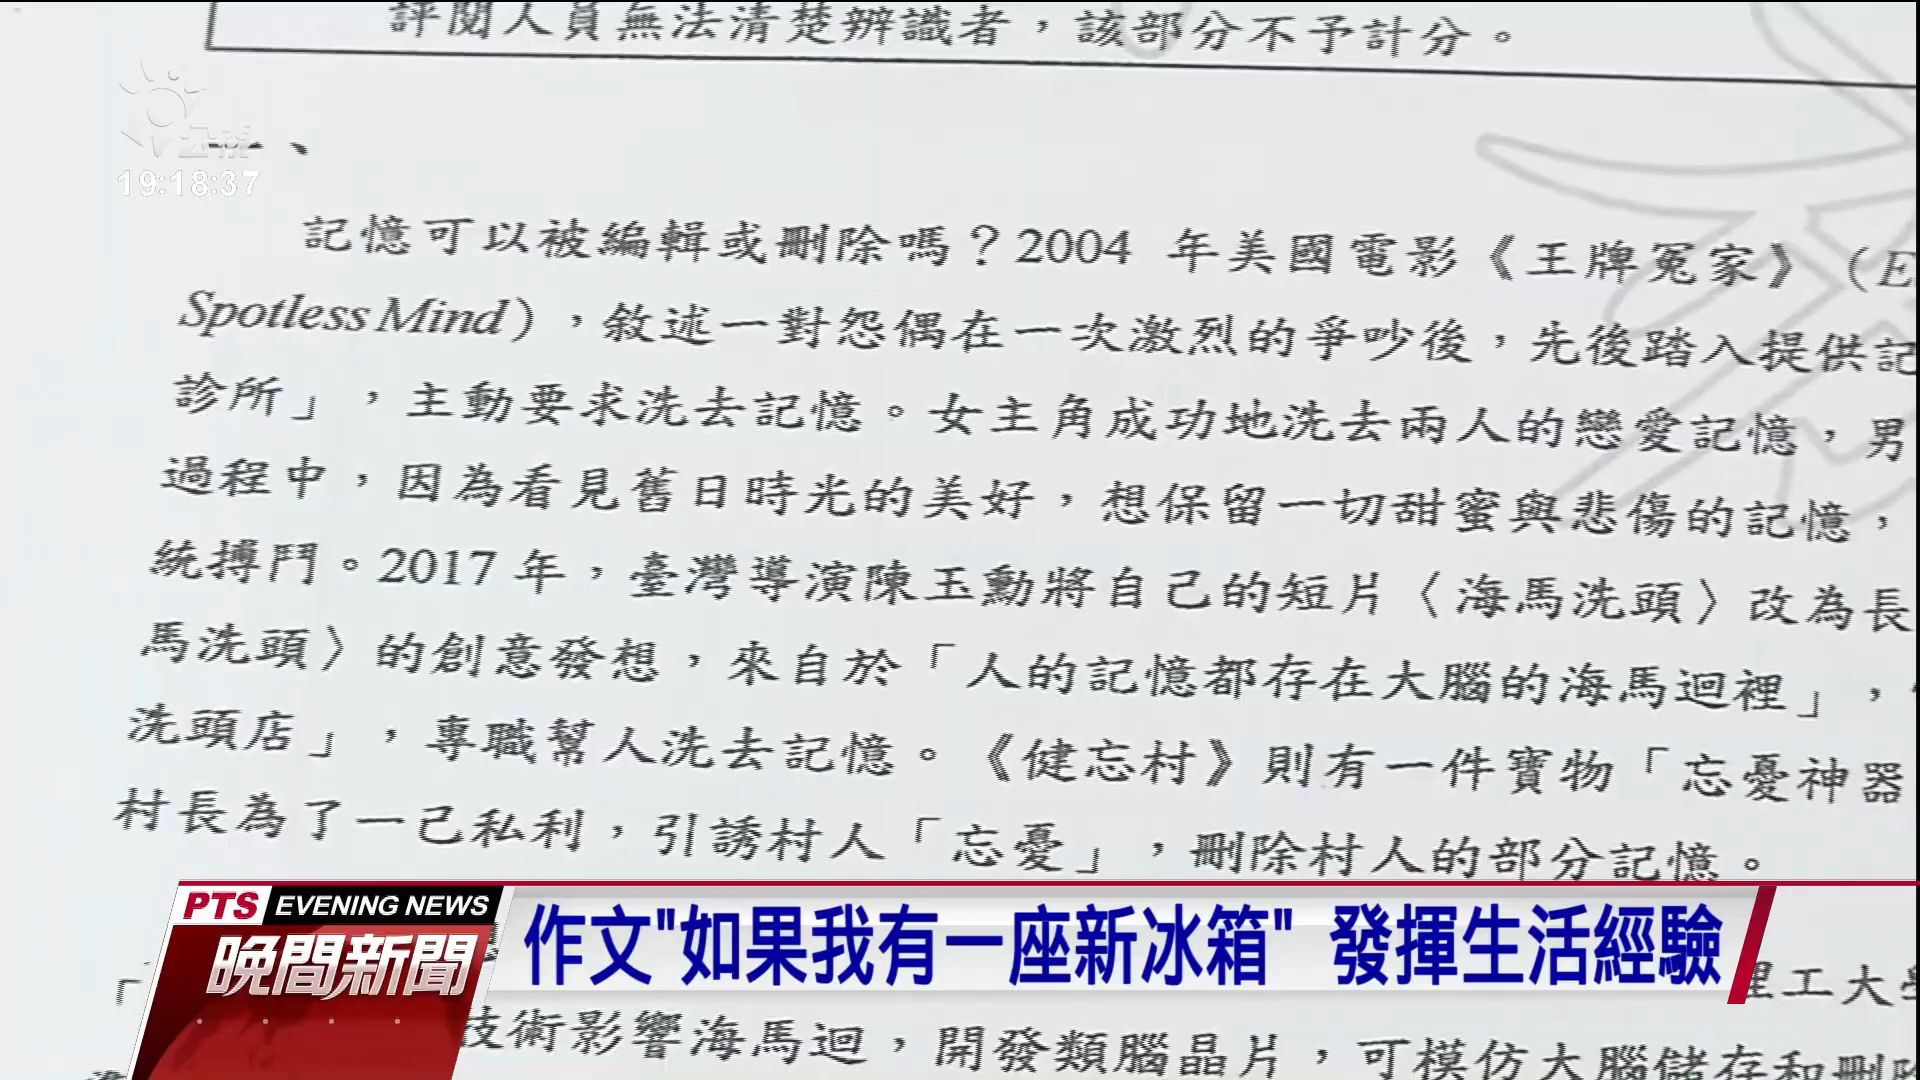 評閱人員無法清楚辨識者，該部分不予計分。
公視
19:18:37
一、
記憶可以被編輯或刪除嗎？2004 年美國電影《王牌冤家》（E
Spotless Mind），敘述一對怨偶在一次激烈的爭吵後，先後踏入提供記
診所」，主動要求洗去記憶。女主角成功地洗去兩人的戀愛記憶，男
過程中，因為看見舊日時光的美好，想保留一切甜蜜與悲傷的記憶，
統搏鬥。2017 年，臺灣導演陳玉勳將自己的短片〈海馬洗頭〉改為長
馬洗頭〉的創意發想，來自於「人的記憶都存在大腦的海馬迴裡」，
洗頭店」，專職幫人洗去記憶。《健忘村》則有一件寶物「忘憂神器
村長為了一己私利，引誘村人「忘憂」，刪除村人的部分記憶。
PTS EVENING NEWS
晚間新聞
作文"如果我有一座新冰箱" 發揮生活經驗
理工大學
技術影響海馬迴，開發類腦晶片，可模仿大腦儲存和刪除